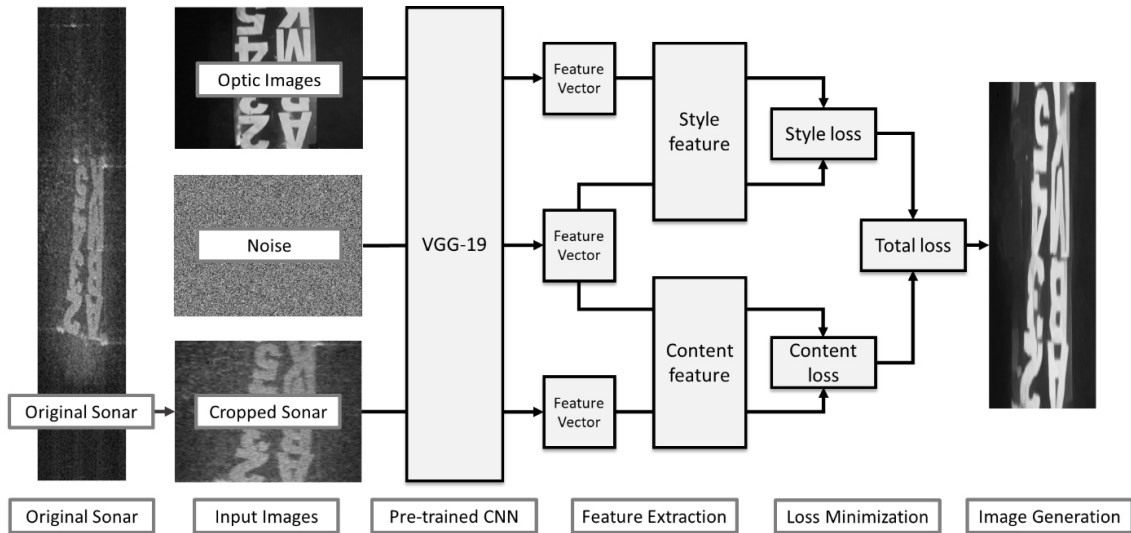 Optic Images
Noise
Original Sonar
Cropped Sonar
VGG-19
Feature
Vector
Feature
Vector
Feature
Vector
Style
feature
Content
feature
Style loss
Content
loss
Total loss
Original Sonar
Input Images
Pre-trained CNN
Feature Extraction
Loss Minimization
Image Generation